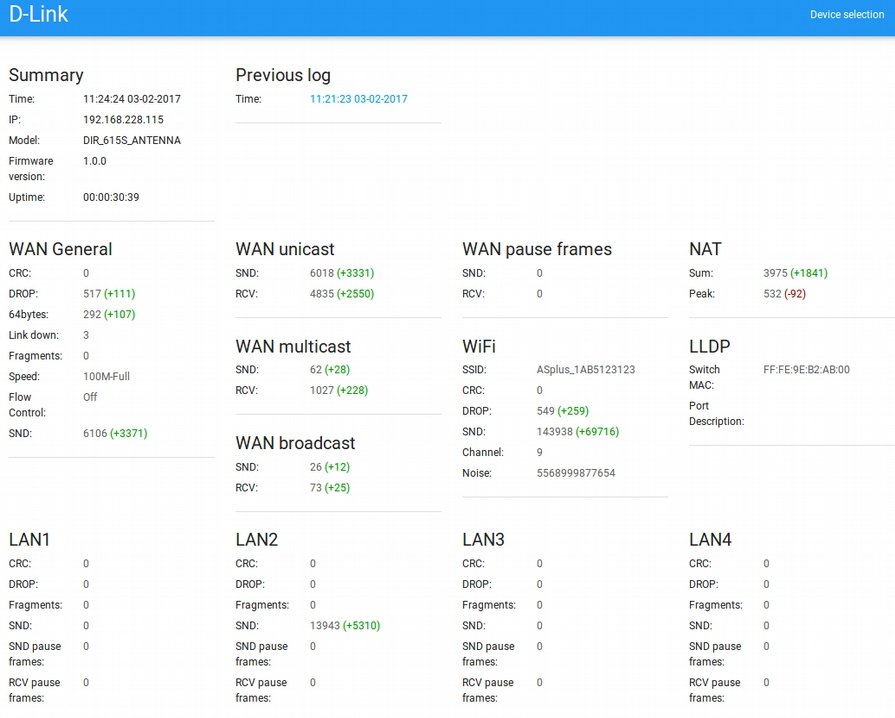 D-Link
Device selection
Summary
Time: 11:24:24 03-02-2017
IP: 192.168.228.115
Model: DIR_615S_ANTENNA
Firmware version: 1.0.0
Uptime: 00:00:30:39
Previous log
Time: 11:21:23 03-02-2017
WAN General
CRC: 0
DROP: 517 (+111)
64bytes: 292 (+107)
Link down: 3
Fragments: 0
Speed: 100M-Full
Flow Control: Off
SND: 6106 (+3371)
WAN unicast
SND: 6018 (+3331)
RCV: 4835 (+2550)
WAN multicast
SND: 62 (+28)
RCV: 1027 (+228)
WAN broadcast
SND: 26 (+12)
RCV: 73 (+25)
WAN pause frames
SND: 0
RCV: 0
WiFi
SSID: ASplus_1AB5123123
CRC: 0
DROP: 549 (+259)
SND: 143938 (+69716)
Channel: 9
Noise: 5568999877654
NAT
Sum: 3975 (+1841)
Peak: 532 (-92)
LLDP
Switch MAC: FF:FE:9E:B2:AB:00
Port Description:
LAN1
CRC: 0
DROP: 0
Fragments: 0
SND: 0
SND pause frames: 0
RCV pause frames: 0
LAN2
CRC: 0
DROP: 0
Fragments: 0
SND: 13943 (+5310)
SND pause frames: 0
RCV pause frames: 0
LAN3
CRC: 0
DROP: 0
Fragments: 0
SND: 0
SND pause frames: 0
RCV pause frames: 0
LAN4
CRC: 0
DROP: 0
Fragments: 0
SND: 0
SND pause frames: 0
RCV pause frames: 0